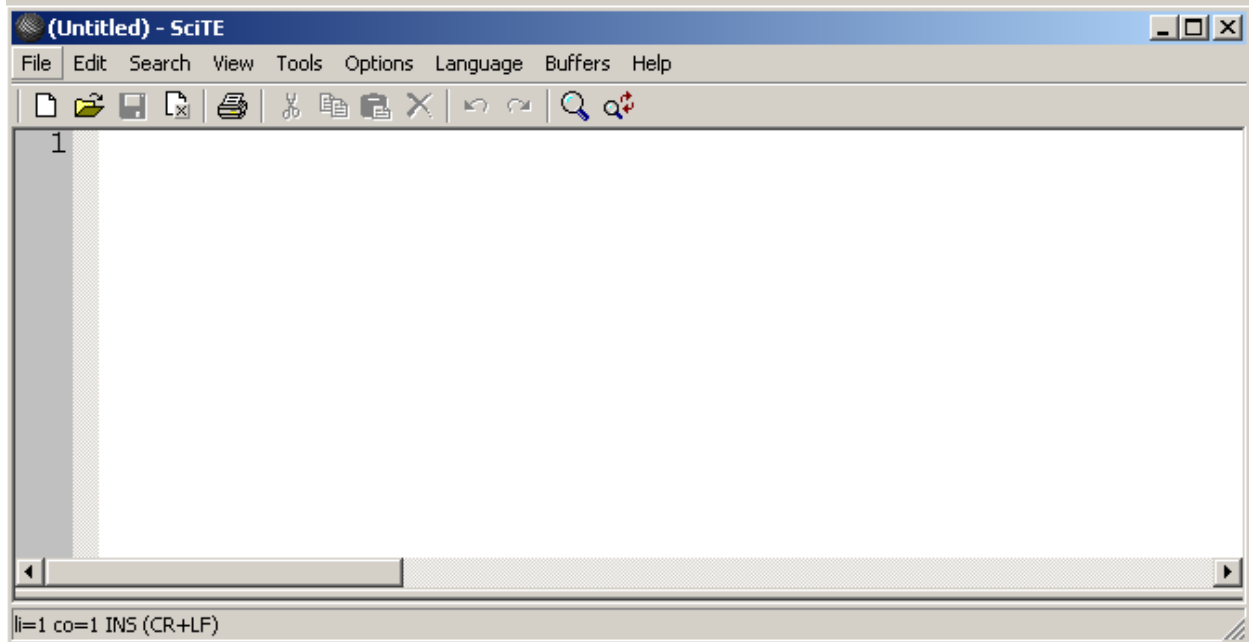 (Untitled) - SciTE
File Edit Search View Tools Options Language Buffers Help
1
li=1 co=1 INS (CR+LF)